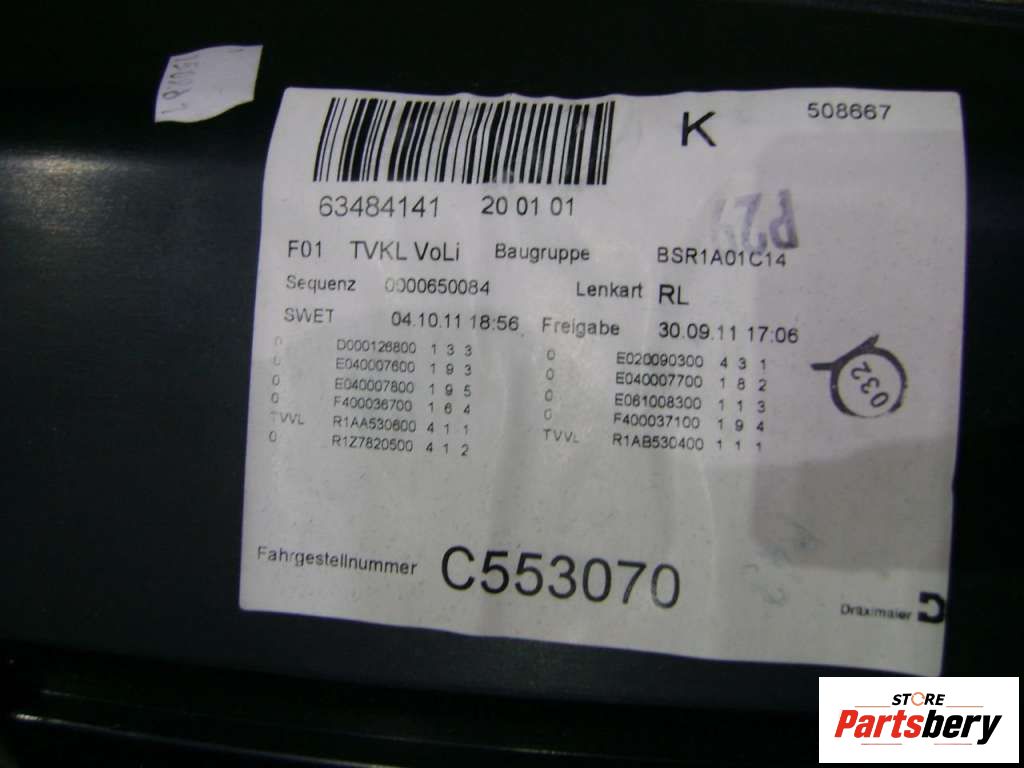 K
508667
63484141 20 01 01
F01 TVKL VoLi Baugruppe BSR1A01C14
Sequenz 0000650084 Lenkart RL
SWET 04.10.11 18:56 Freigabe 30.09.11 17:06
0 D000126800 1 3 3 0 E020090300 4 3 1
0 E040007600 1 9 3 0 E040007700 1 8 2
0 E040007800 1 9 5 0 E061008300 1 1 3
0 F400036700 1 6 4 0 F400037100 1 9 4
TVVL R1AA530600 4 1 1 TVVL R1AB530400 1 1 1
0 R1Z7820500 4 1 2
032
Fahrgestellnummer C553070
Dräxlmaier
STORE
Partsbery